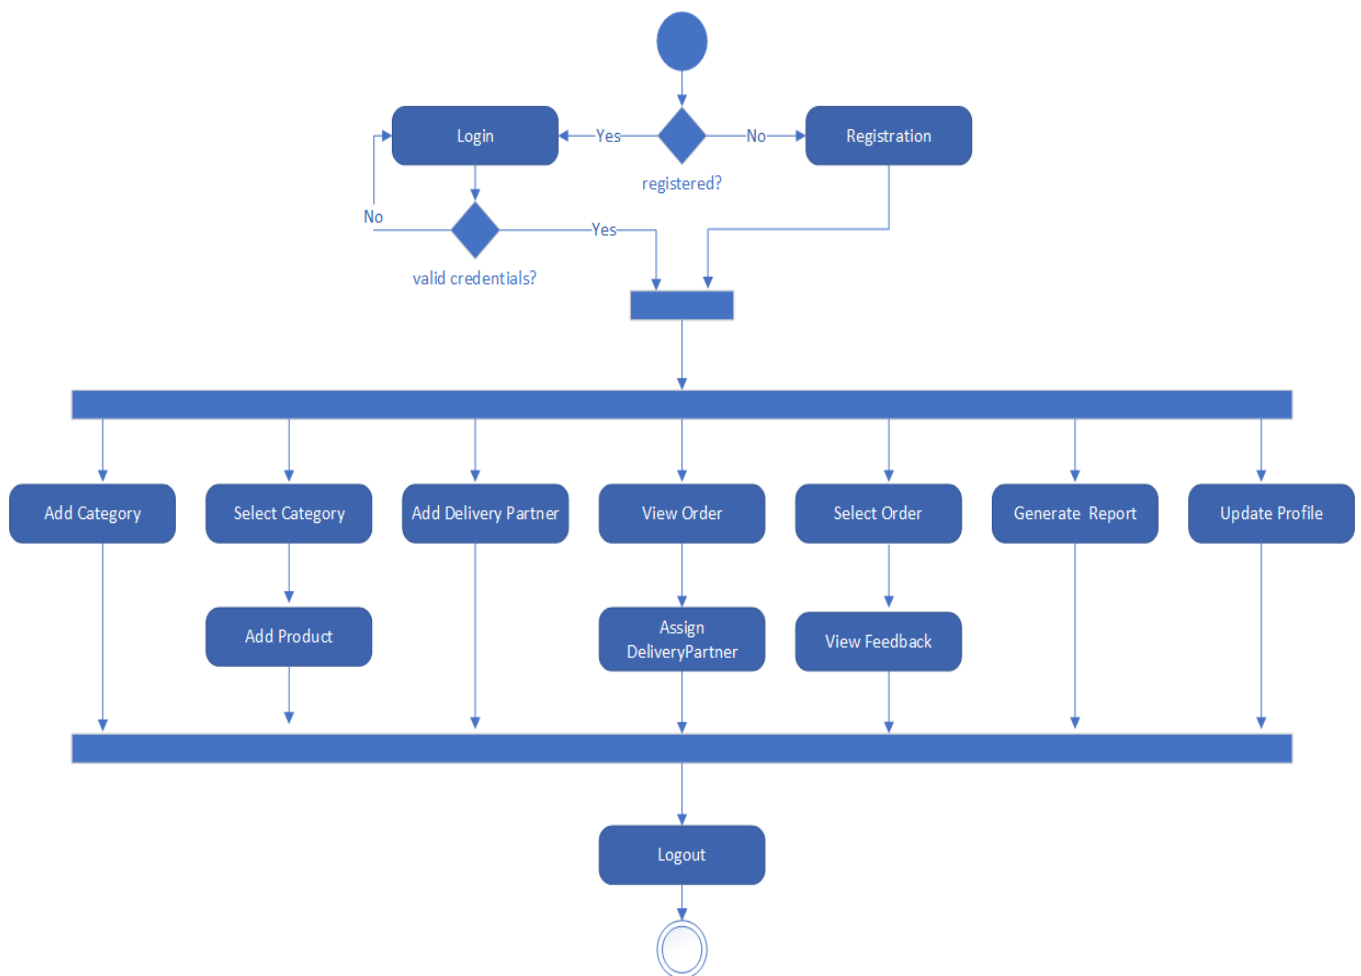 Login
Yes
No
Registration
registered?
No
Yes
valid credentials?
Add Category
Select Category
Add Delivery Partner
View Order
Select Order
Generate Report
Update Profile
Add Product
Assign
DeliveryPartner
View Feedback
Logout